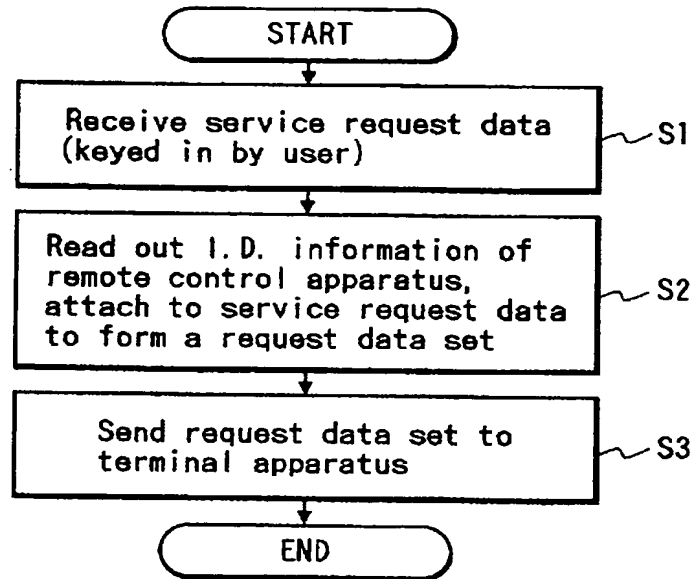 START
Receive service request data
(keyed in by user)
S1
Read out I.D. information of
remote control apparatus,
attach to service request data
to form a request data set
S2
Send request data set to
terminal apparatus
S3
END